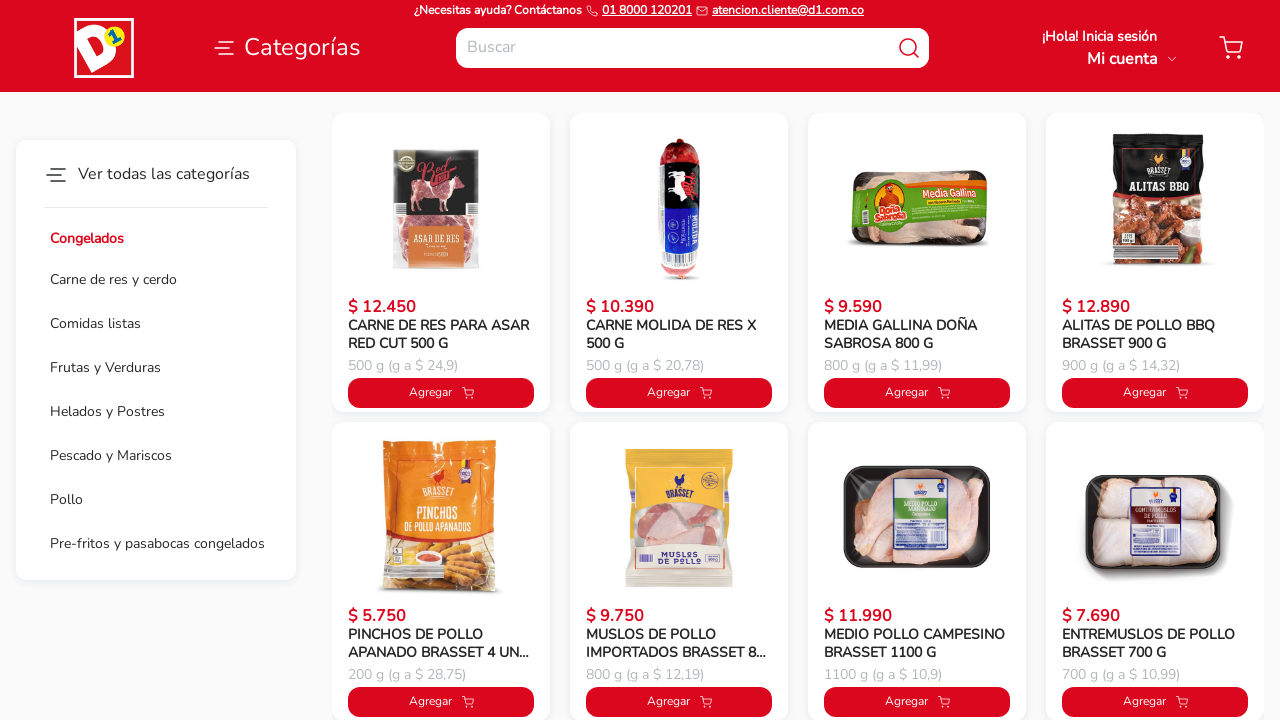 ¿Necesitas ayuda? Contáctanos 01 8000 120201 atencion.cliente@d1.com.co
D1
Categorías
Buscar
¡Hola! Inicia sesión
Mi cuenta
Ver todas las categorías
Congelados
Carne de res y cerdo
Comidas listas
Frutas y Verduras
Helados y Postres
Pescado y Mariscos
Pollo
Pre-fritos y pasabocas congelados
ASAR DE RES
$ 12.450
CARNE DE RES PARA ASAR
RED CUT 500 G
500 g (g a $ 24,9)
Agregar
MOLIDA
$ 10.390
CARNE MOLIDA DE RES X
500 G
500 g (g a $ 20,78)
Agregar
Media Gallina
Doña
Sabrosa
$ 9.590
MEDIA GALLINA DOÑA
SABROSA 800 G
800 g (g a $ 11,99)
Agregar
BRASSET
ALITAS BBQ
$ 12.890
ALITAS DE POLLO BBQ
BRASSET 900 G
900 g (g a $ 14,32)
Agregar
BRASSET
PINCHOS
DE POLLO APANADOS
$ 5.750
PINCHOS DE POLLO
APANADO BRASSET 4 UN...
200 g (g a $ 28,75)
Agregar
BRASSET
MUSLOS
DE POLLO
$ 9.750
MUSLOS DE POLLO
IMPORTADOS BRASSET 8...
800 g (g a $ 12,19)
Agregar
MEDIO POLLO
$ 11.990
MEDIO POLLO CAMPESINO
BRASSET 1100 G
1100 g (g a $ 10,9)
Agregar
CONTRAMUSLOS
DE POLLO
$ 7.690
ENTREMUSLOS DE POLLO
BRASSET 700 G
700 g (g a $ 10,99)
Agregar